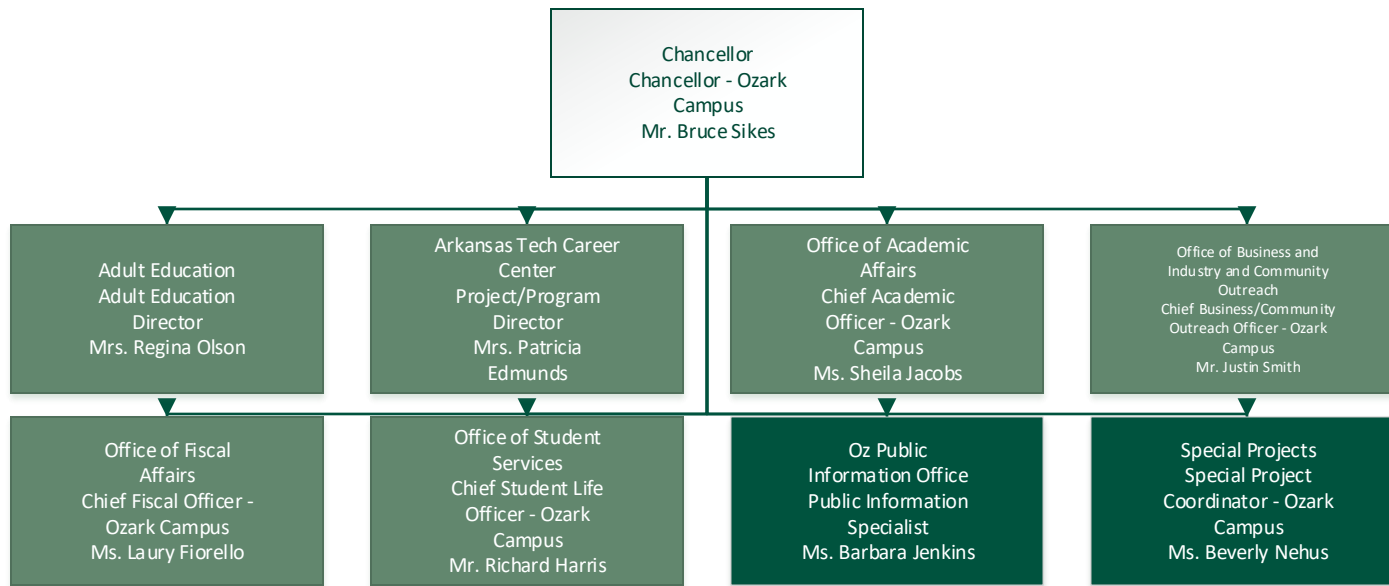 Chancellor
Chancellor - Ozark
Campus
Mr. Bruce Sikes
Adult Education
Adult Education
Director
Mrs. Regina Olson
Arkansas Tech Career
Center
Project/Program
Director
Mrs. Patricia
Edmunds
Office of Academic
Affairs
Chief Academic
Officer - Ozark
Campus
Ms. Sheila Jacobs
Office of Business and
Industry and Community
Outreach
Chief Business/Community
Outreach Officer - Ozark
Campus
Mr. Justin Smith
Office of Fiscal
Affairs
Chief Fiscal Officer -
Ozark Campus
Ms. Laury Fiorello
Office of Student
Services
Chief Student Life
Officer - Ozark
Campus
Mr. Richard Harris
Oz Public
Information Office
Public Information
Specialist
Ms. Barbara Jenkins
Special Projects
Special Project
Coordinator - Ozark
Campus
Ms. Beverly Nehus